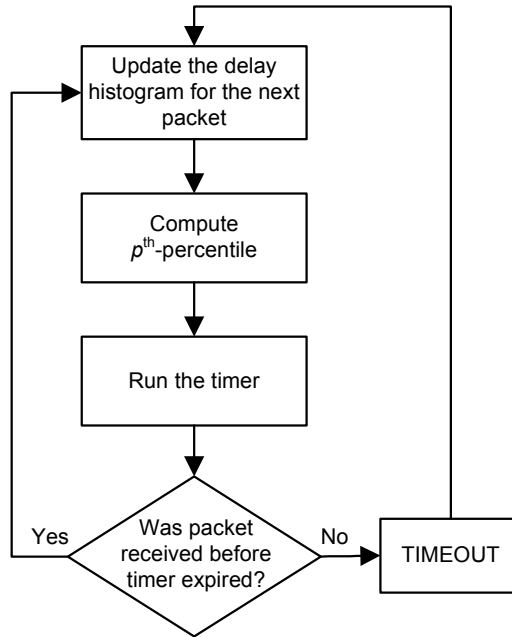 Update the delay
histogram for the next
packet
Compute
pth-percentile
Run the timer
Yes
Was packet
received before
timer expired?
No
TIMEOUT